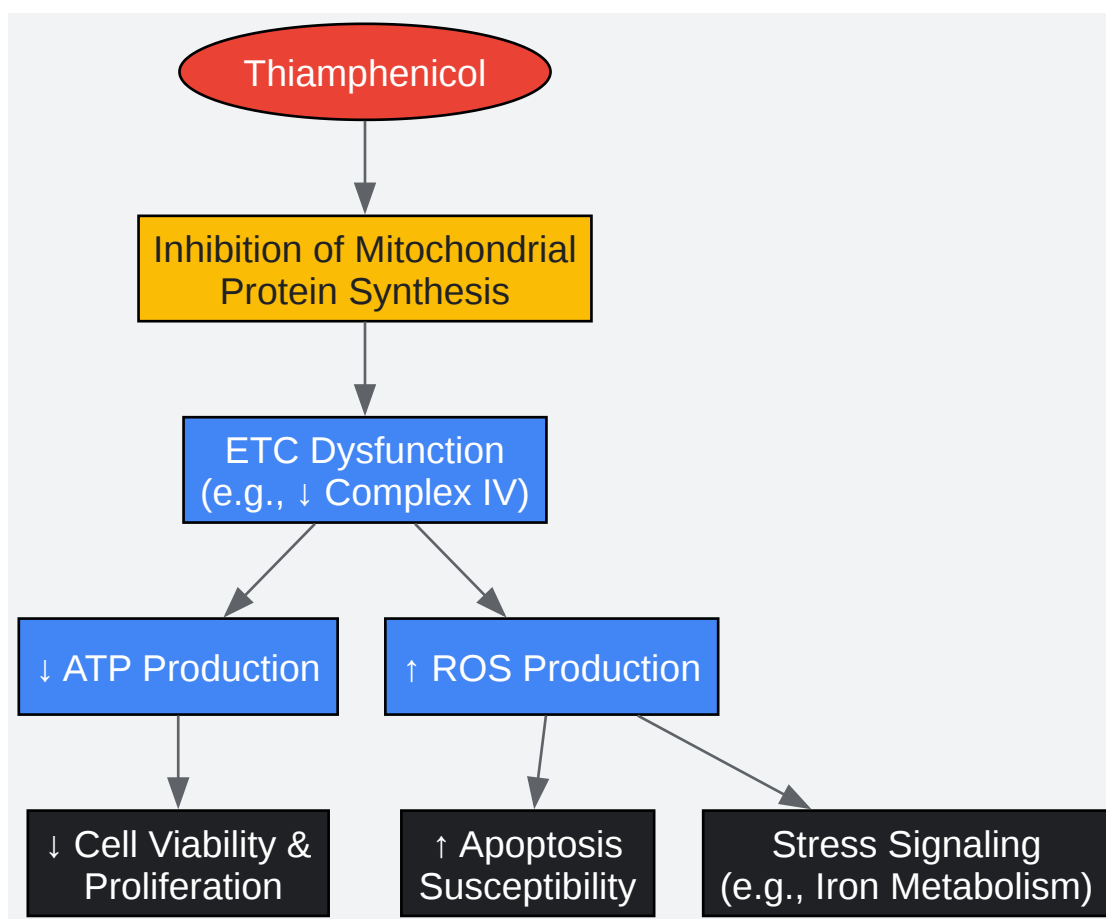 Thiamphenicol
Inhibition of Mitochondrial
Protein Synthesis
ETC Dysfunction
(e.g., ↓ Complex IV)
↓ ATP Production
↑ ROS Production
↓ Cell Viability &
Proliferation
↑ Apoptosis
Susceptibility
Stress Signaling
(e.g., Iron Metabolism)